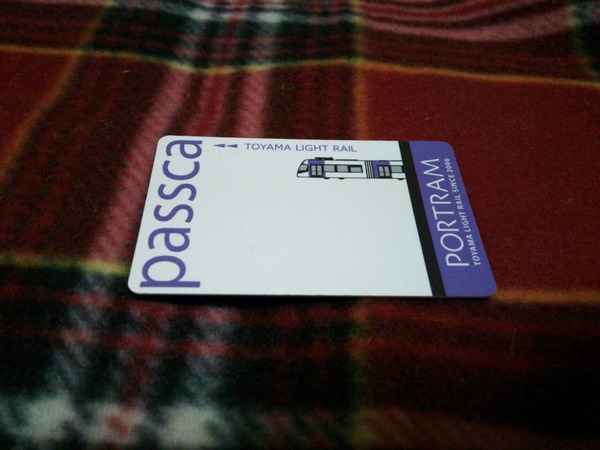 passca
TOYAMA LIGHT RAIL
PORTRAM
TOYAMA LIGHT RAIL SINCE 2006